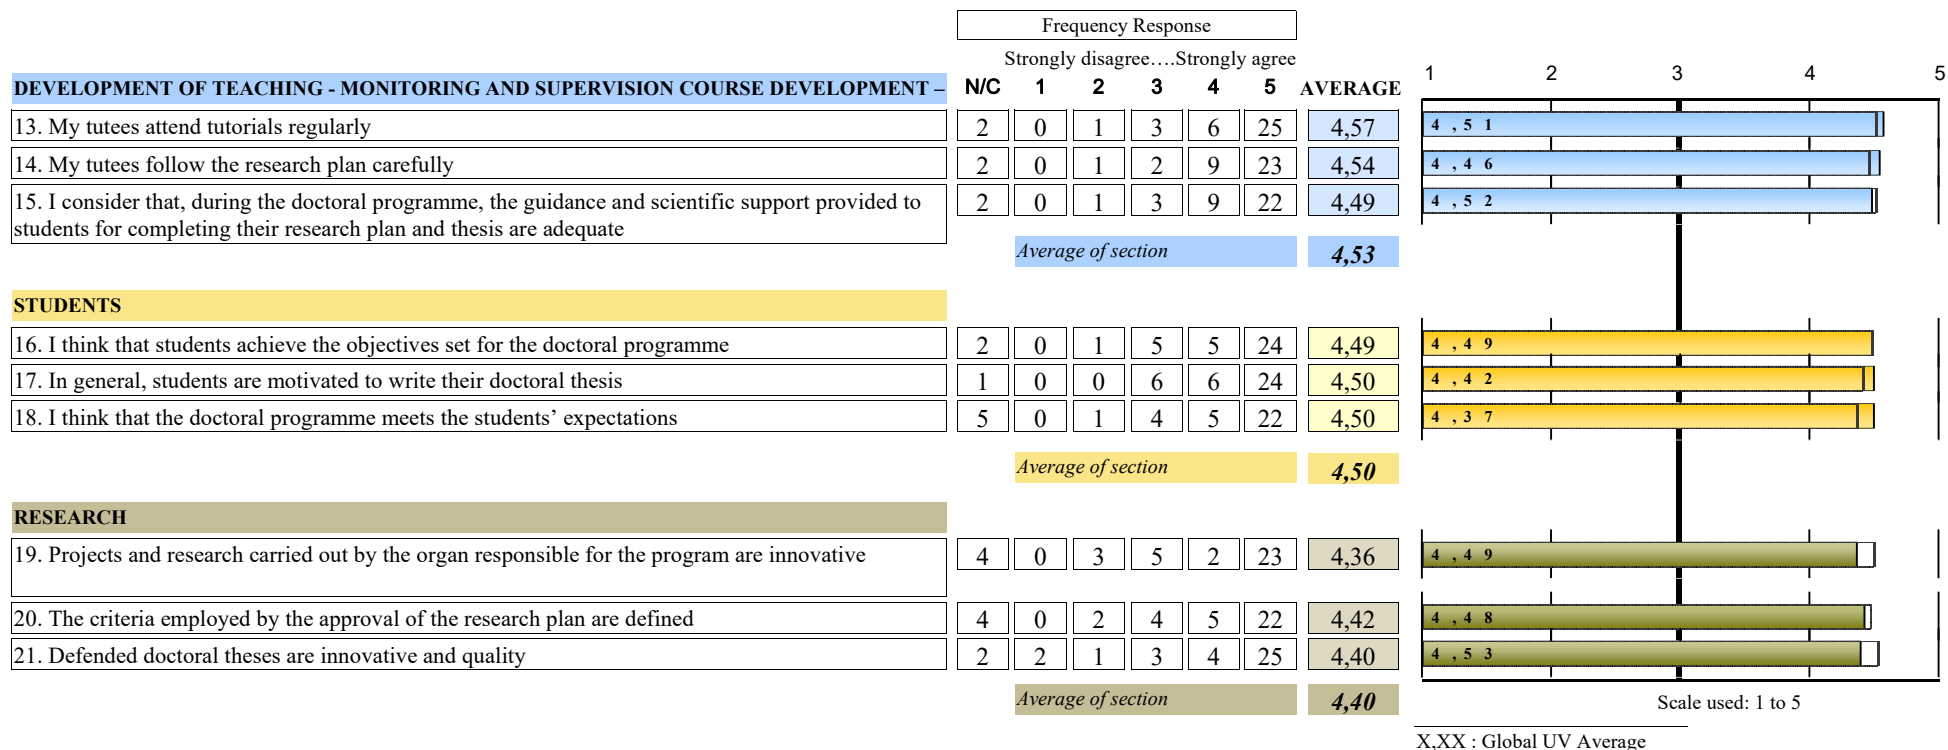 Frequency Response
Strongly disagree….Strongly agree
DEVELOPMENT OF TEACHING - MONITORING AND SUPERVISION COURSE DEVELOPMENT – N/C 1 2 3 4 5 AVERAGE 1 2 3 4 5
13. My tutees attend tutorials regularly 2 0 1 3 6 25 4,57 4,51
14. My tutees follow the research plan carefully 2 0 1 2 9 23 4,54 4,46
15. I consider that, during the doctoral programme, the guidance and scientific support provided to 2 0 1 3 9 22 4,49 4,52
students for completing their research plan and thesis are adequate
Average of section 4,53
STUDENTS
16. I think that students achieve the objectives set for the doctoral programme 2 0 1 5 5 24 4,49 4,49
17. In general, students are motivated to write their doctoral thesis 1 0 0 6 6 24 4,50 4,42
18. I think that the doctoral programme meets the students’ expectations 5 0 1 4 5 22 4,50 4,37
Average of section 4,50
RESEARCH
19. Projects and research carried out by the organ responsible for the program are innovative 4 0 3 5 2 23 4,36 4,49
20. The criteria employed by the approval of the research plan are defined 4 0 2 4 5 22 4,42 4,48
21. Defended doctoral theses are innovative and quality 2 2 1 3 4 25 4,40 4,53
Average of section 4,40
Scale used: 1 to 5
X,XX : Global UV Average